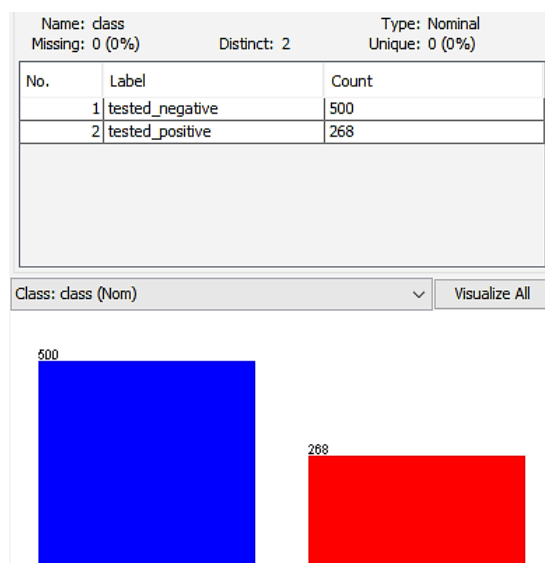 Name: class Type: Nominal
Missing: 0 (0%) Distinct: 2 Unique: 0 (0%)
No. Label Count
1 tested_negative 500
2 tested_positive 268
Class: class (Nom) Visualize All
500
268